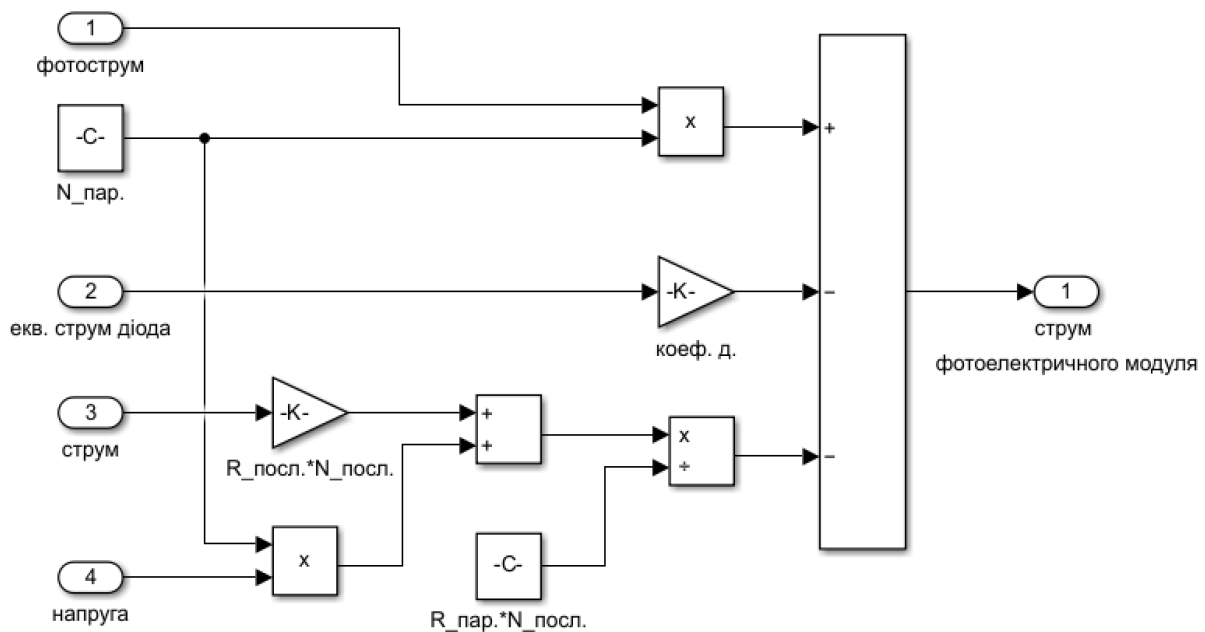 1
фотострум
-C-
N_пар.
x
+
2
екв. струм діода
-K-
коеф. д.
−
1
струм
фотоелектричного модуля
3
струм
-K-
R_посл.*N_посл.
+
+
x
÷
−
4
напруга
x
-C-
R_пар.*N_посл.